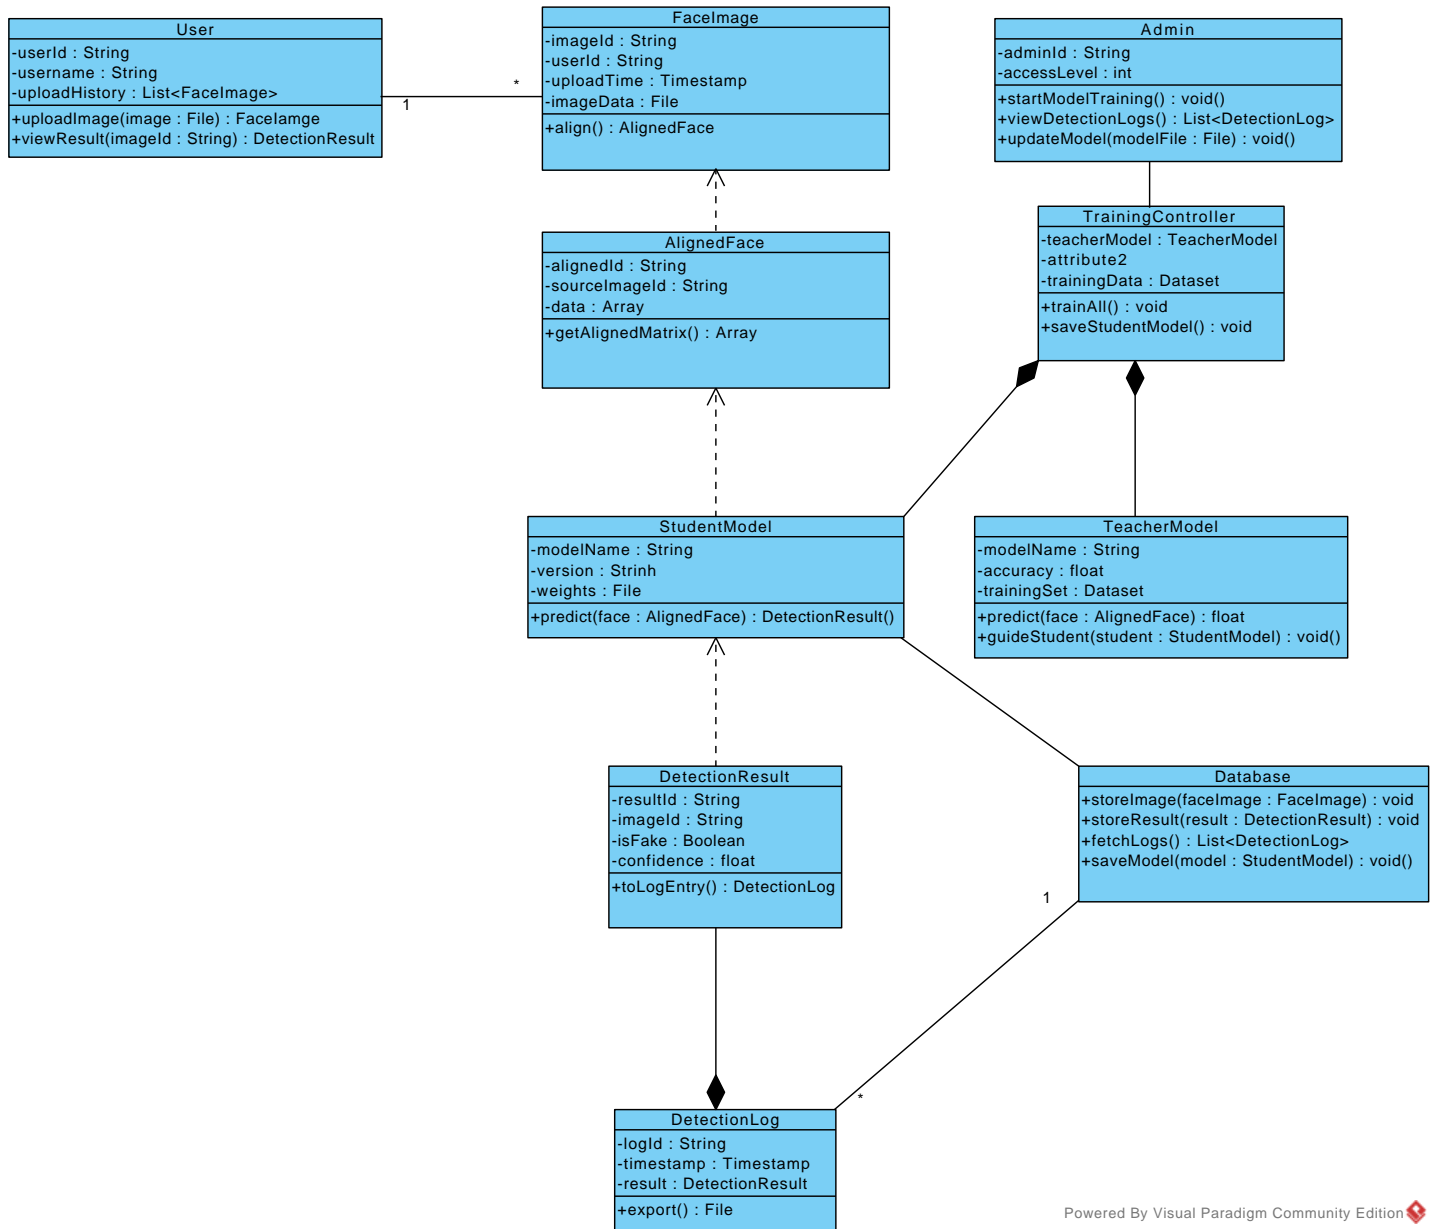 User
-userId : String
-username : String
-uploadHistory : List<FaceImage>
+uploadImage(image : File) : FaceIamge
+viewResult(imageId : String) : DetectionResult
1
*
FaceImage
-imageId : String
-userId : String
-uploadTime : Timestamp
-imageData : File
+align() : AlignedFace
Admin
-adminId : String
-accessLevel : int
+startModelTraining() : void()
+viewDetectionLogs() : List<DetectionLog>
+updateModel(modelFile : File) : void()
TrainingController
-teacherModel : TeacherModel
-attribute2
-trainingData : Dataset
+trainAll() : void
+saveStudentModel() : void
AlignedFace
-alignedId : String
-sourceImageId : String
-data : Array
+getAlignedMatrix() : Array
StudentModel
-modelName : String
-version : Strinh
-weights : File
+predict(face : AlignedFace) : DetectionResult()
TeacherModel
-modelName : String
-accuracy : float
-trainingSet : Dataset
+predict(face : AlignedFace) : float
+guideStudent(student : StudentModel) : void()
DetectionResult
-resultId : String
-imageId : String
-isFake : Boolean
-confidence : float
+toLogEntry() : DetectionLog
Database
+storeImage(faceImage : FaceImage) : void
+storeResult(result : DetectionResult) : void
+fetchLogs() : List<DetectionLog>
+saveModel(model : StudentModel) : void()
1
*
DetectionLog
-logId : String
-timestamp : Timestamp
-result : DetectionResult
+export() : File
Powered By Visual Paradigm Community Edition